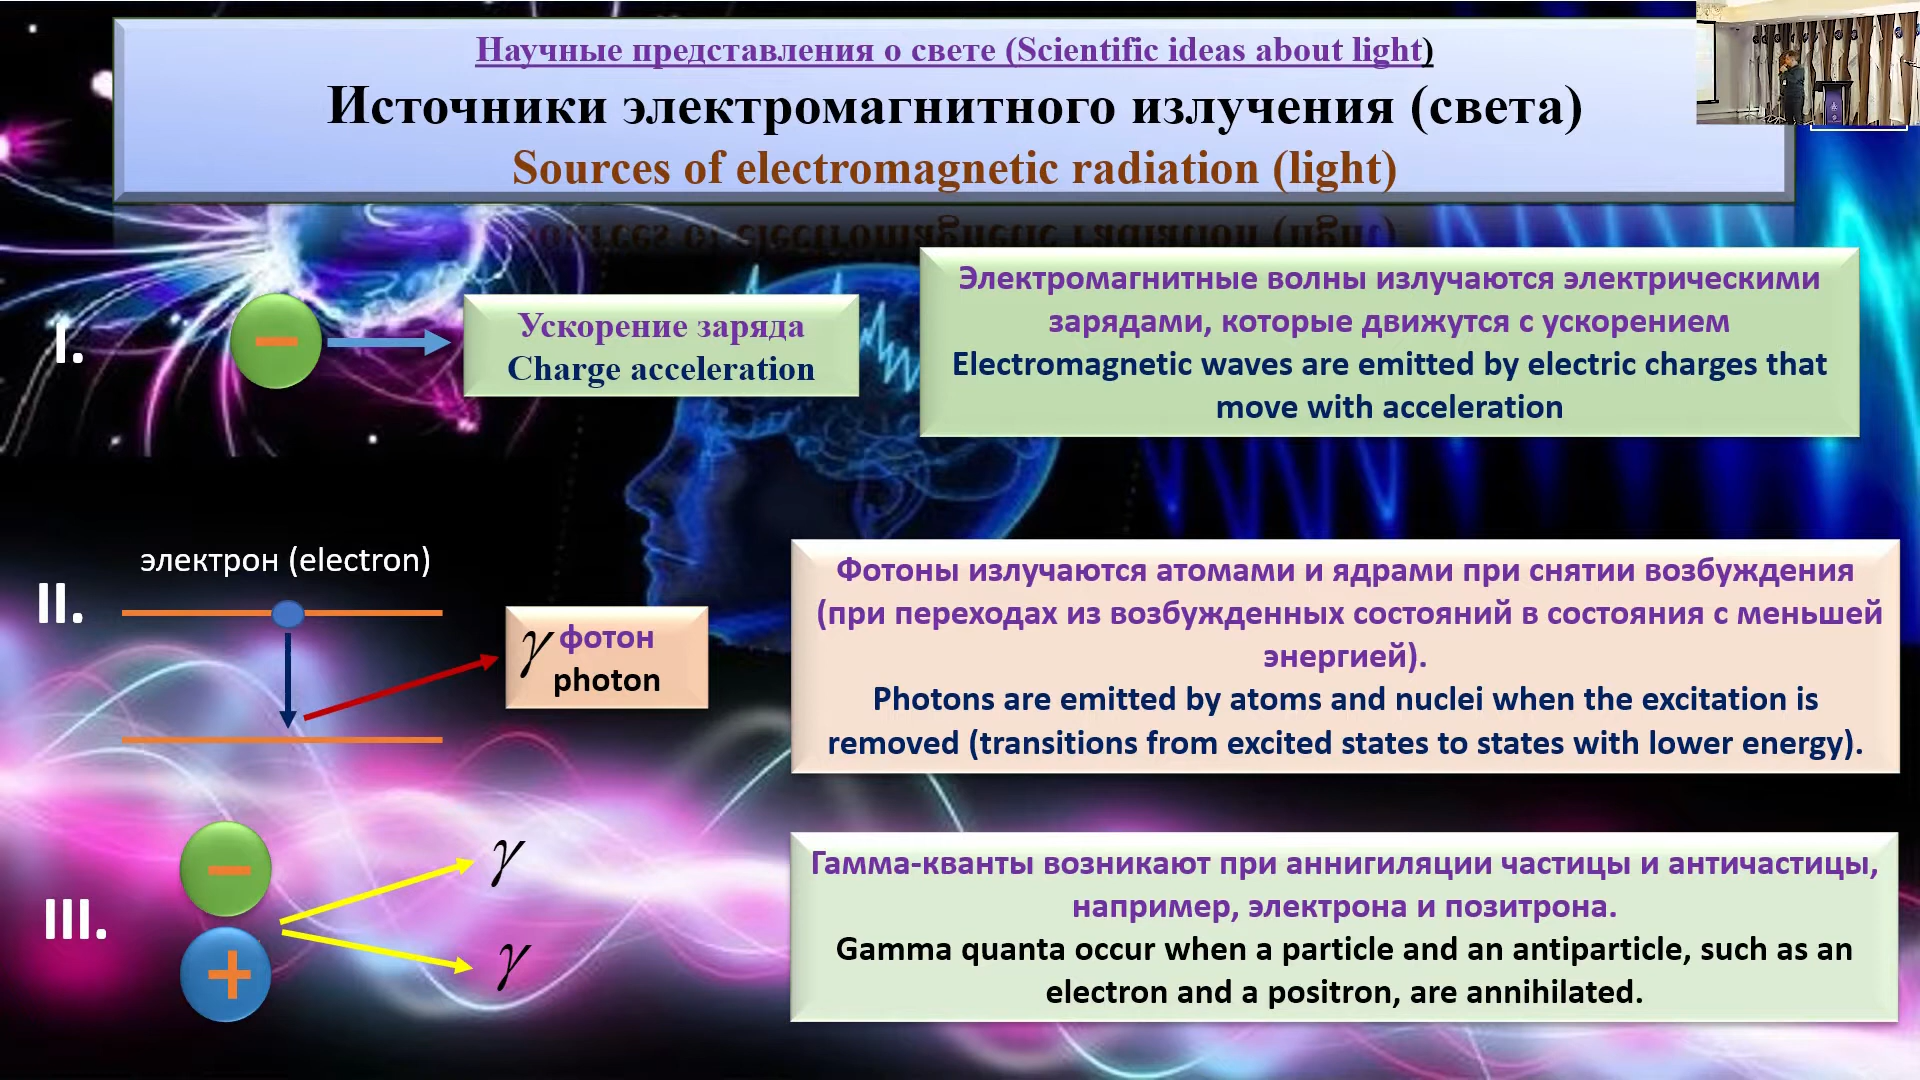 Научные представления о свете (Scientific ideas about light)
Источники электромагнитного излучения (света)
Sources of electromagnetic radiation (light)
I.
−
Ускорение заряда
Charge acceleration
Электромагнитные волны излучаются электрическими
зарядами, которые движутся с ускорением
Electromagnetic waves are emitted by electric charges that
move with acceleration
II.
электрон (electron)
γ фотон
photon
Фотоны излучаются атомами и ядрами при снятии возбуждения
(при переходах из возбужденных состояний в состояния с меньшей
энергией).
Photons are emitted by atoms and nuclei when the excitation is
removed (transitions from excited states to states with lower energy).
III.
−
+
γ
γ
Гамма-кванты возникают при аннигиляции частицы и античастицы,
например, электрона и позитрона.
Gamma quanta occur when a particle and an antiparticle, such as an
electron and a positron, are annihilated.